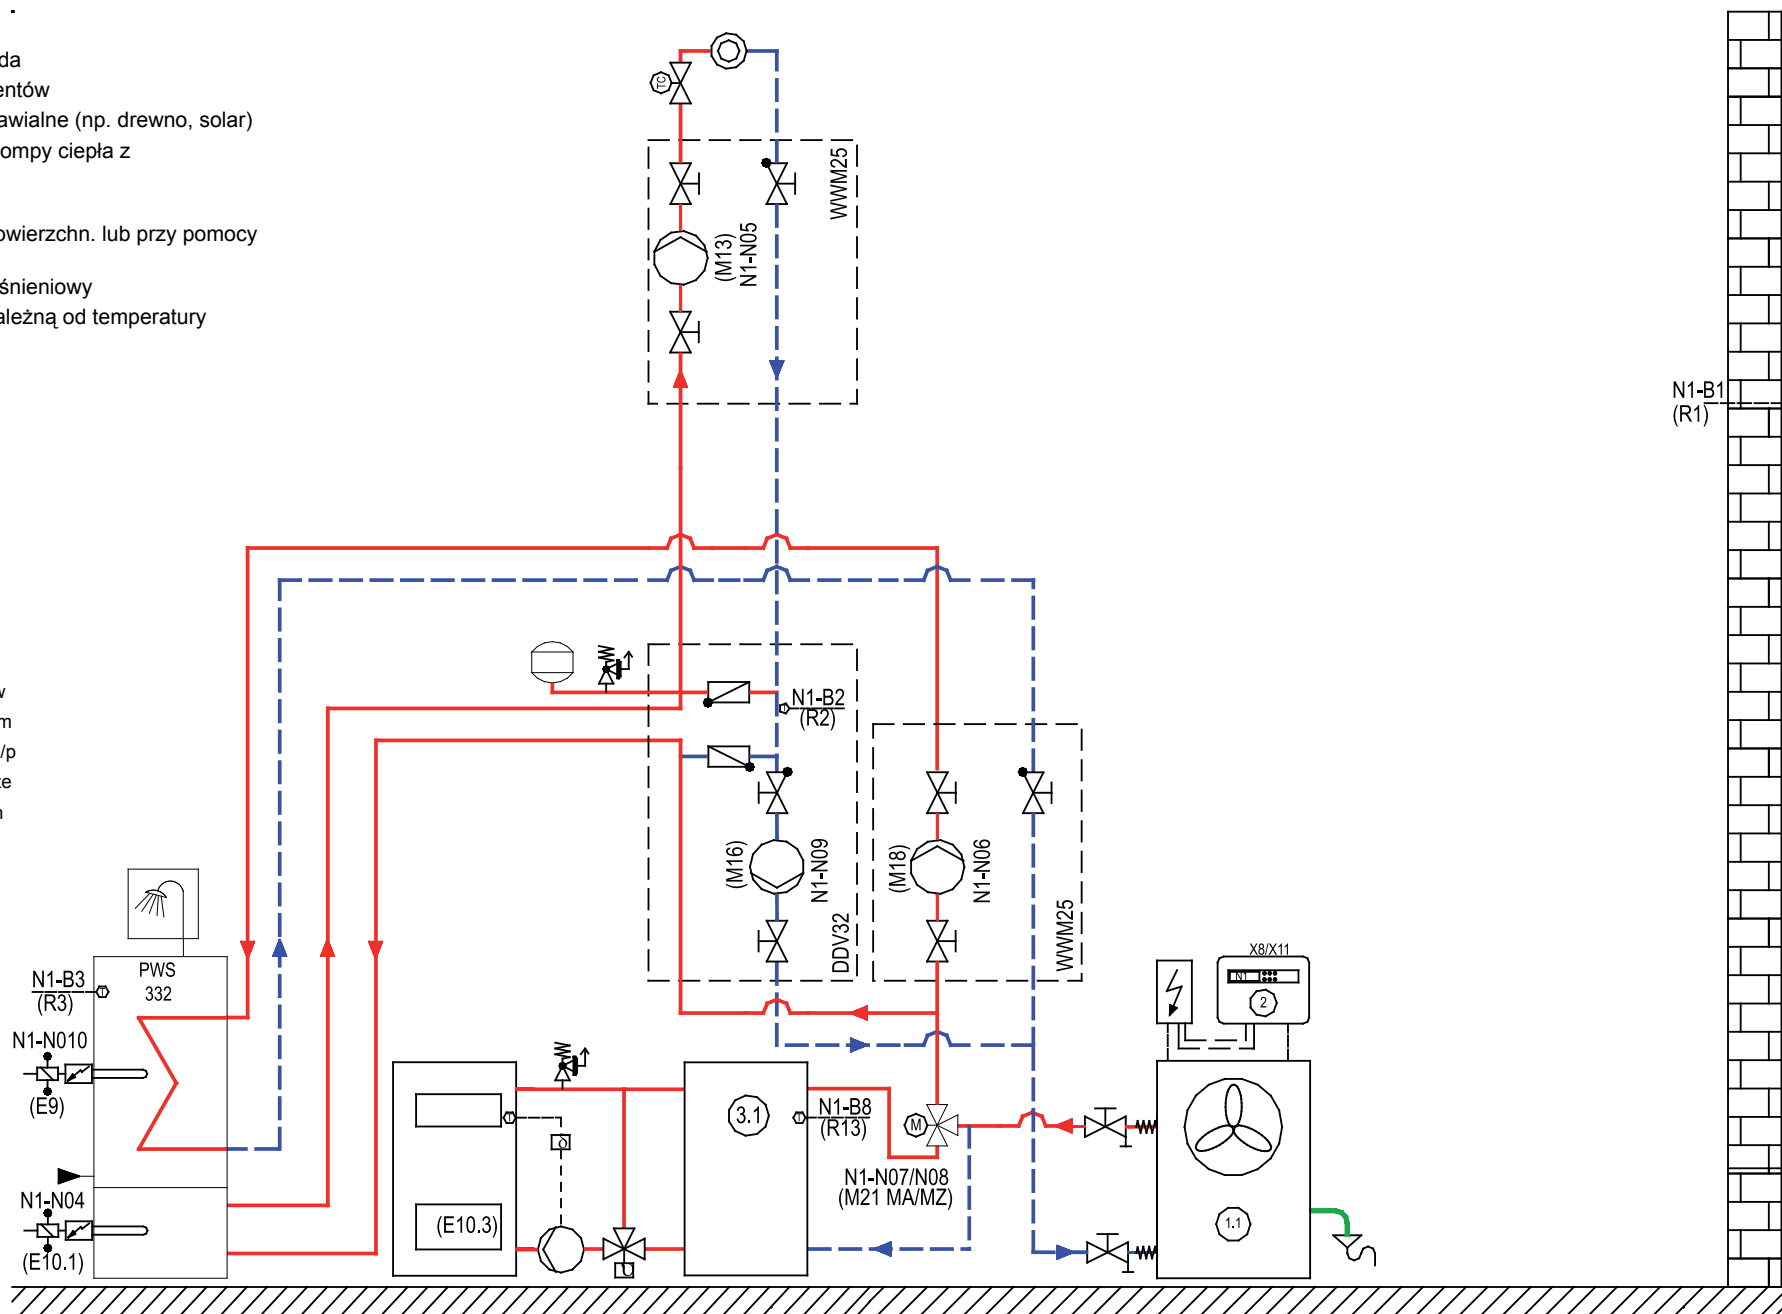 da
entów
awialne (np. drewno, solar)
ompy ciepła z
owierzchn. lub przy pomocy
śnieniowy
ależną od temperatury
TC
WWM25
(M13)
N1-N05
N1-B1
(R1)
w
m
/p
te
n
N1-B2
(R2)
(M16)
N1-N09
DDV32
(M18)
N1-N06
WWM25
PWS
332
N1-B3
(R3)
N1-N010
(E9)
N1-N04
(E10.1)
(E10.3)
3.1
N1-B8
(R13)
M
N1-N07/N08
(M21 MA/MZ)
X8/X11
N1
2
1.1